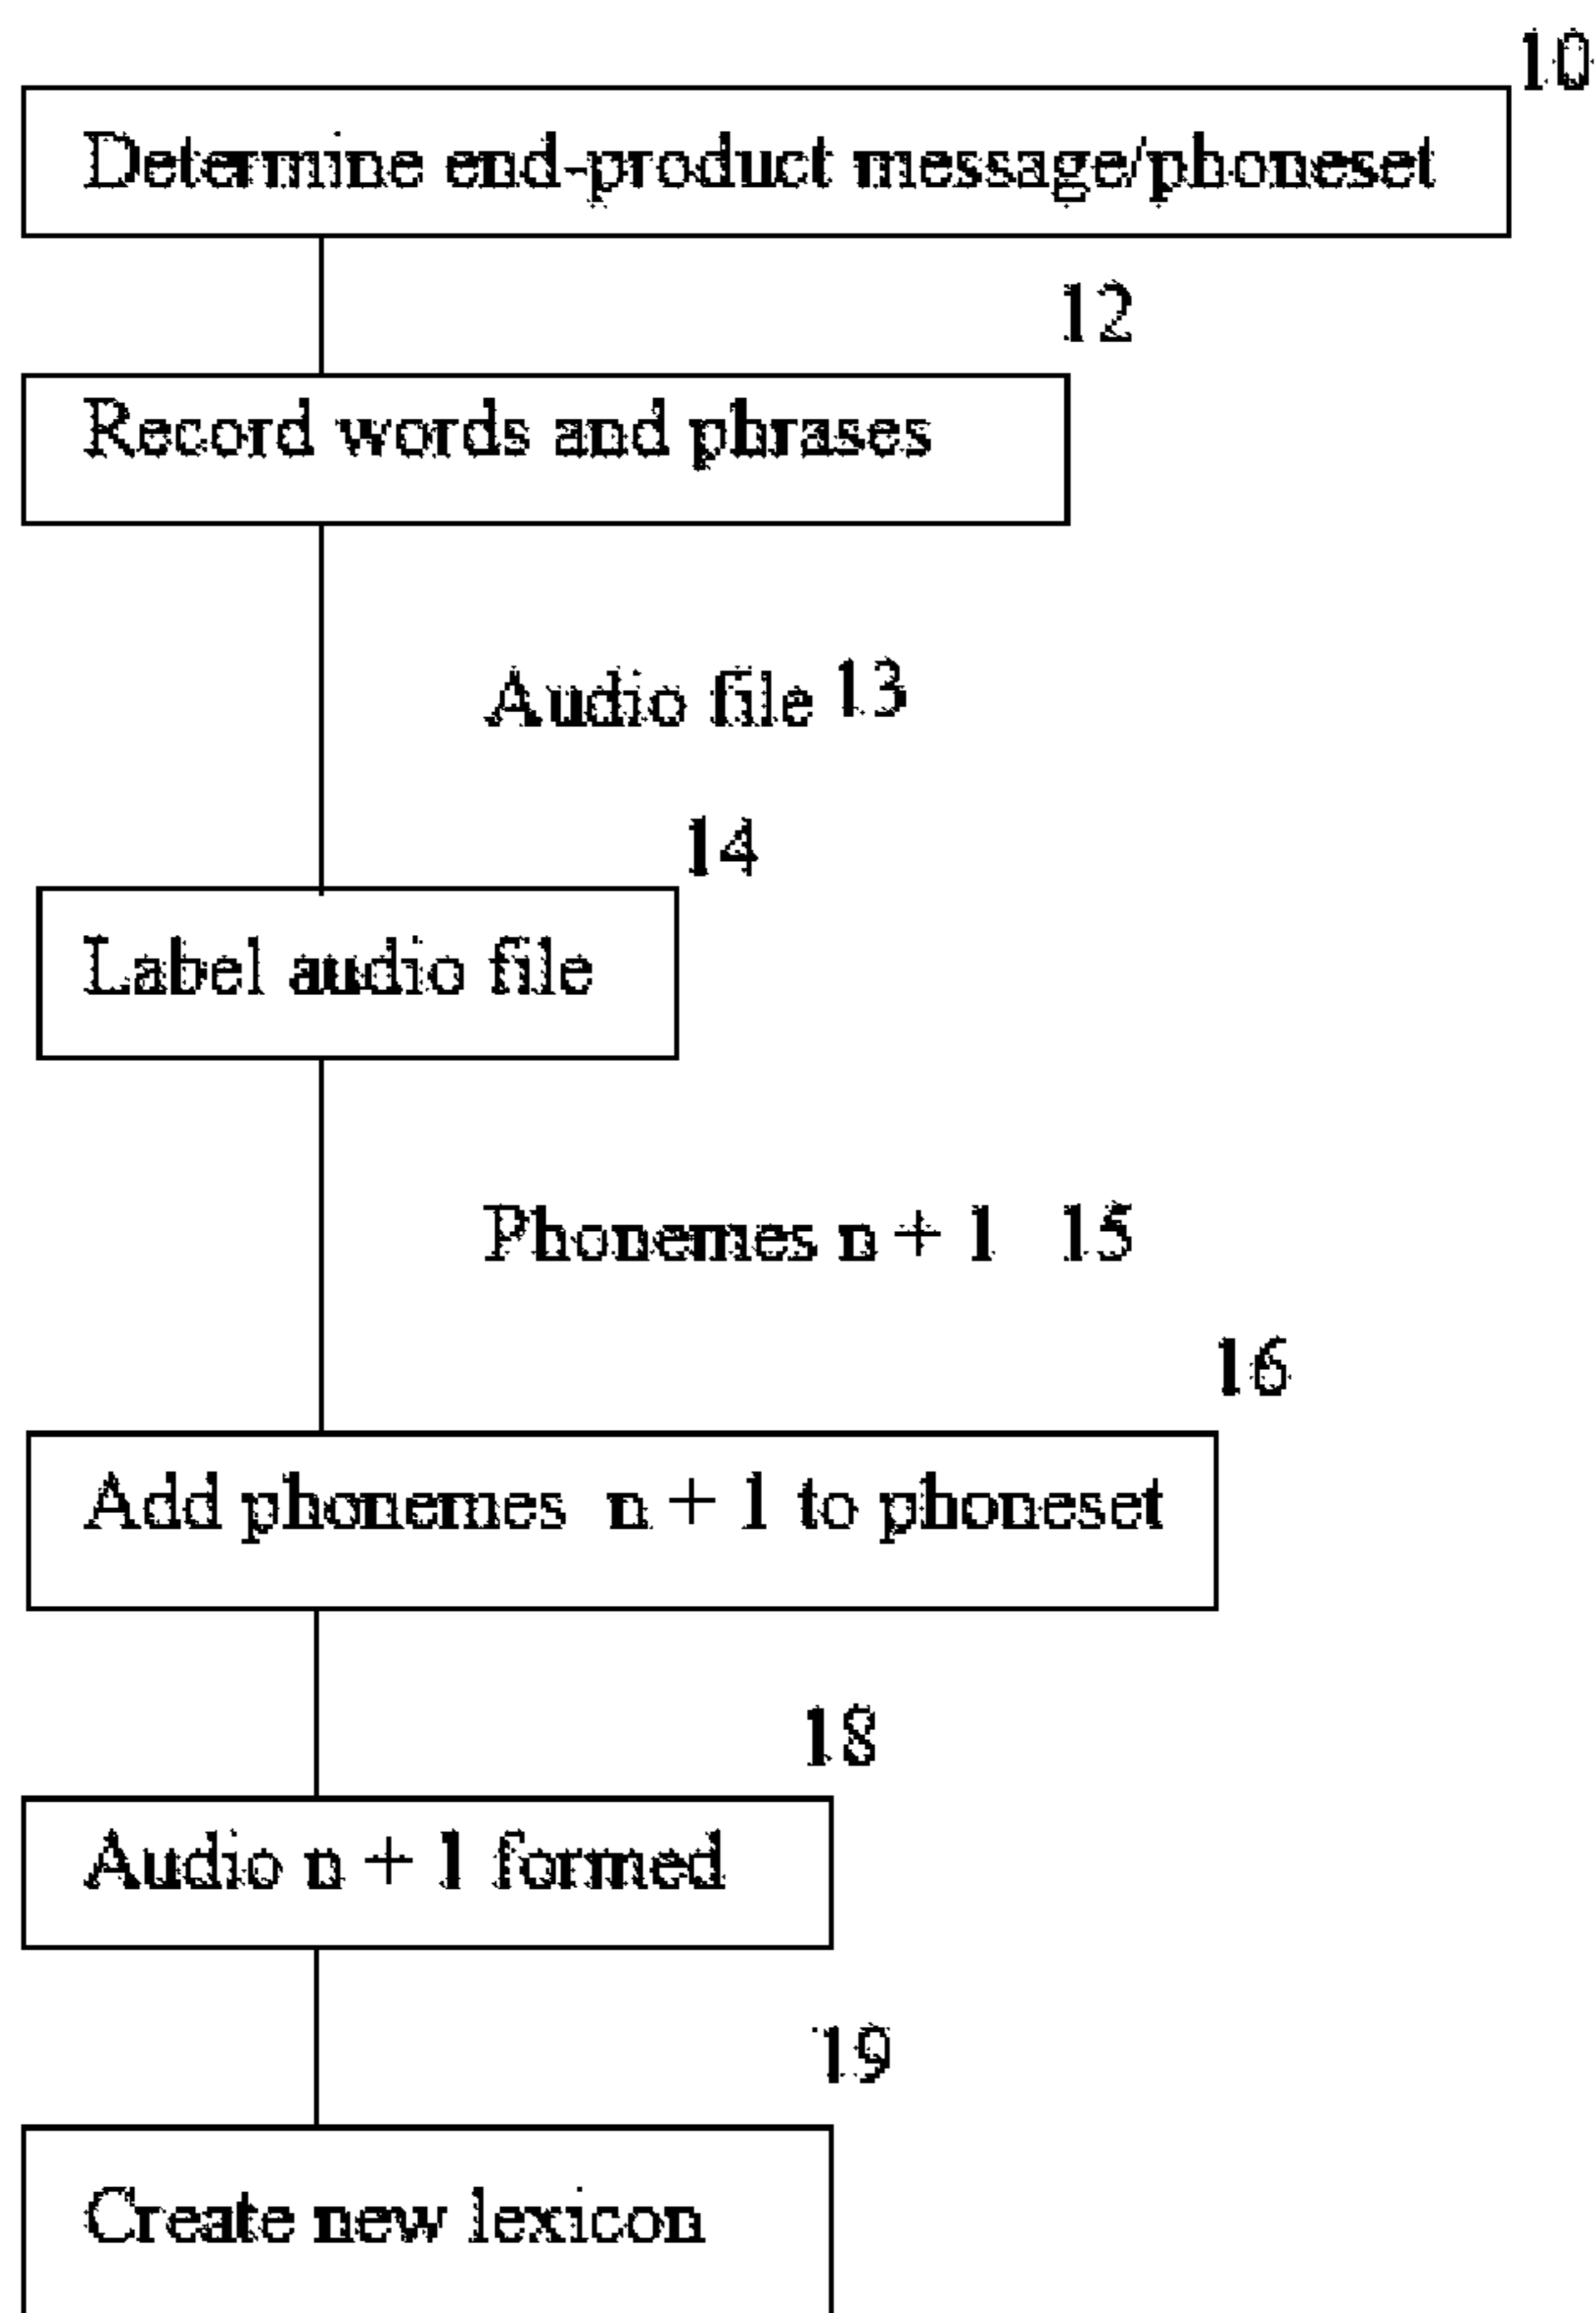 10
Determine end-product message/phoneset
12
Record words and phrases
Audio file 13
14
Label audio file
Phonemes n + 1 15
16
Add phonemes n + 1 to phoneset
18
Audio n + 1 formed
19
Create new lexicon